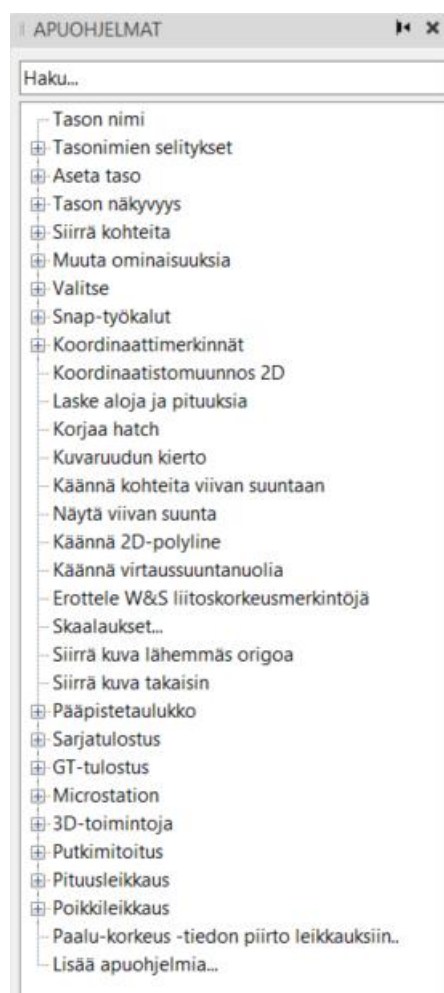 APUOHJELMAT
Haku...
Tason nimi
Tasonimien selitykset
Aseta taso
Tason näkyvyys
Siirrä kohteita
Muuta ominaisuuksia
Valitse
Snap-työkalut
Koordinaattimerkinnät
Koordinaatistomuunnos 2D
Laske aloja ja pituuksia
Korjaa hatch
Kuvaruudun kierto
Käännä kohteita viivan suuntaan
Näytä viivan suunta
Käännä 2D-polyline
Käännä virtaussuuntanuolia
Erottele W&S liitoskorkeusmerkintöjä
Skaalaukset...
Siirrä kuva lähemmäs origoa
Siirrä kuva takaisin
Pääpistetaulukko
Sarjatulostus
GT-tulostus
Microstation
3D-toimintoja
Putkimitoitus
Pituusleikkaus
Poikkileikkaus
Paalu-korkeus -tiedon piirto leikkauksiin..
Lisää apuohjelmia...